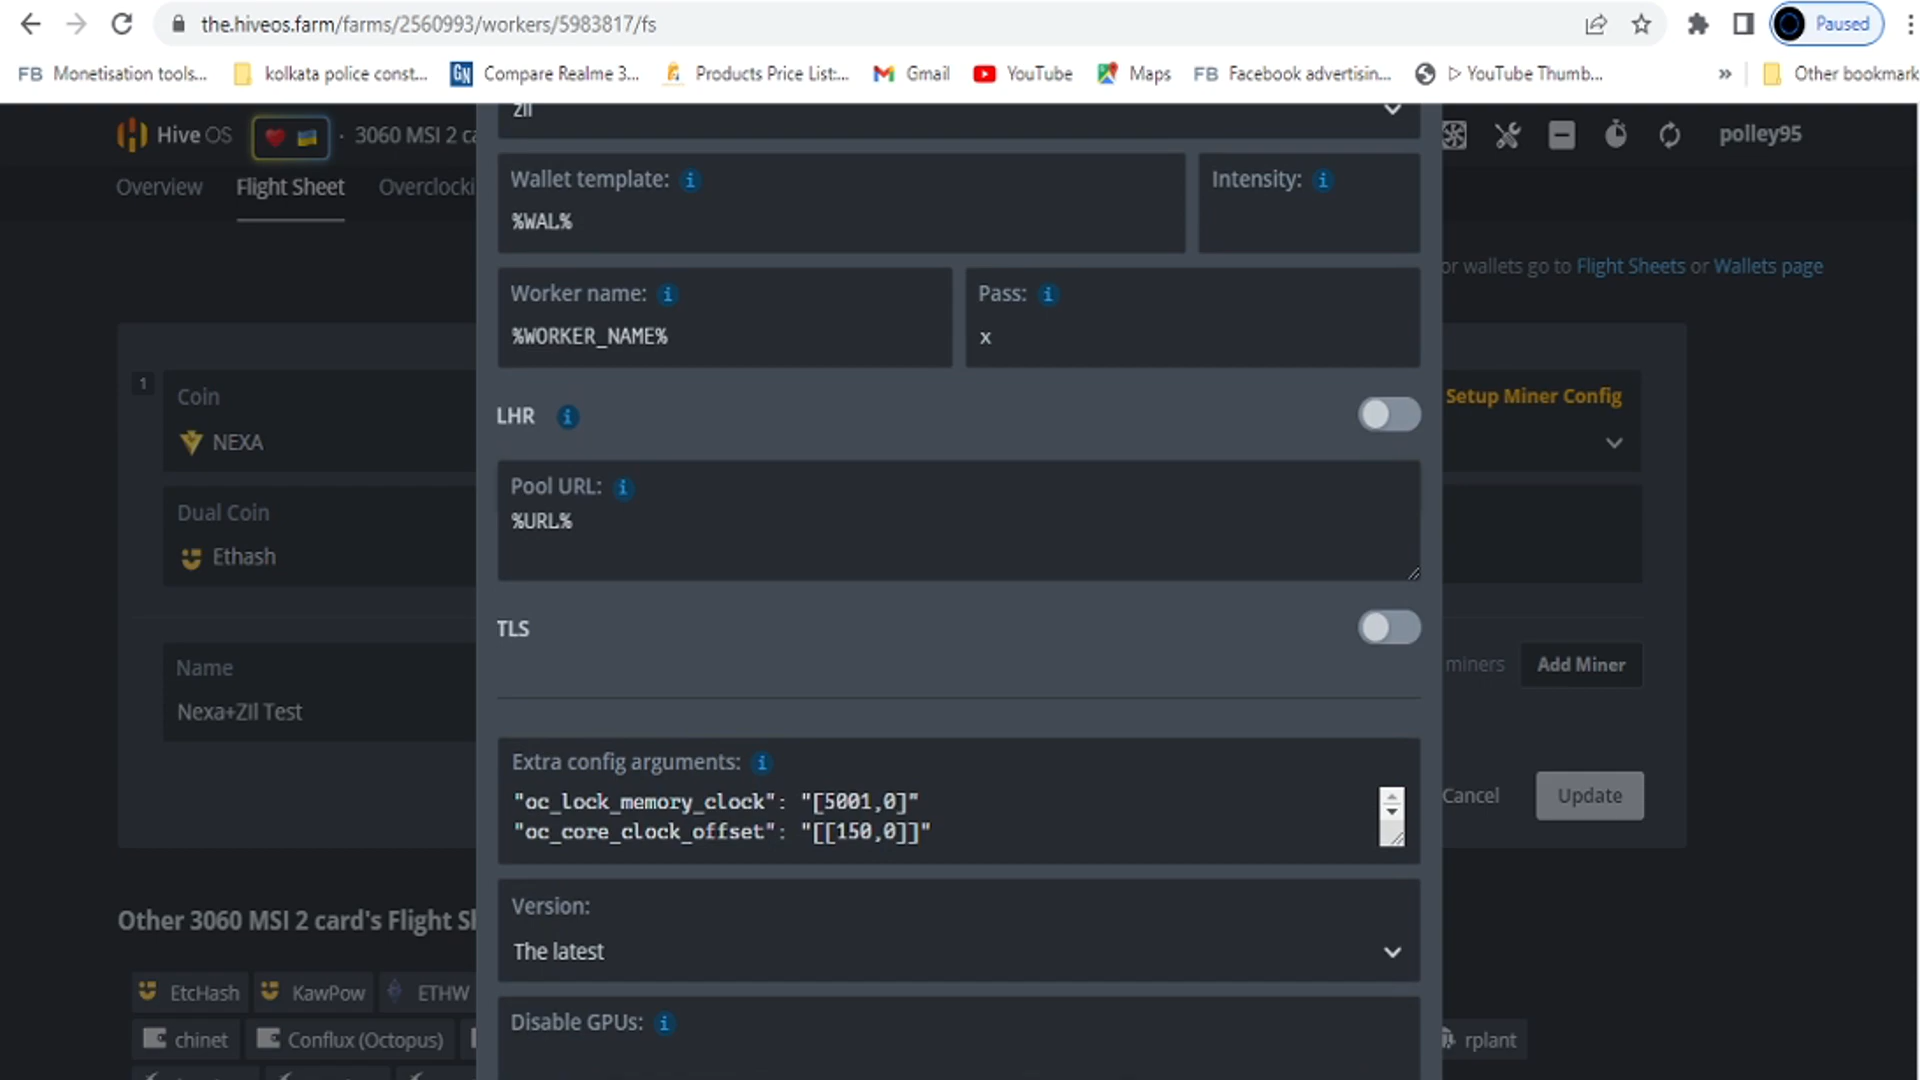 the.hiveos.farm/farms/2560993/workers/5983817/fs
Paused
FB Monetisation tools...
kolkata police const...
GN Compare Realme 3...
Products Price List:...
Gmail
YouTube
Maps
FB Facebook advertisin...
▷ YouTube Thumb...
»
Other bookmark
zil
Hive OS
· 3060 MSI 2 ca
polley95
Overview
Flight Sheet
Overclocki
Wallet template: i
%WAL%
Intensity: i
or wallets go to Flight Sheets or Wallets page
Worker name: i
%WORKER_NAME%
Pass: i
x
1
Coin
NEXA
LHR i
Setup Miner Config
Pool URL: i
%URL%
Dual Coin
Ethash
TLS
Name
Nexa+ZIl Test
miners
Add Miner
Extra config arguments: i
"oc_lock_memory_clock": "[5001,0]"
"oc_core_clock_offset": "[[150,0]]"
Cancel
Update
Version:
The latest
Other 3060 MSI 2 card's Flight Sl
EtcHash
KawPow
ETHW
Disable GPUs: i
chinet
Conflux (Octopus)
rplant